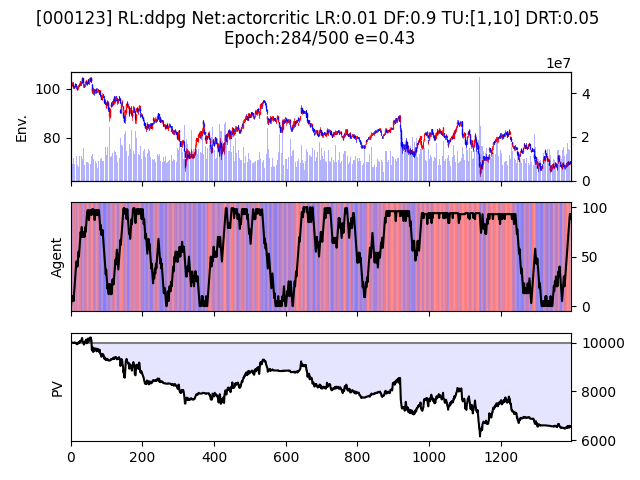 [000123] RL:ddpg Net:actorcritic LR:0.01 DF:0.9 TU:[1,10] DRT:0.05
Epoch:284/500 e=0.43
1e7
100
80
Env.
4
2
0
Agent
100
50
0
PV
10000
8000
6000
0 200 400 600 800 1000 1200